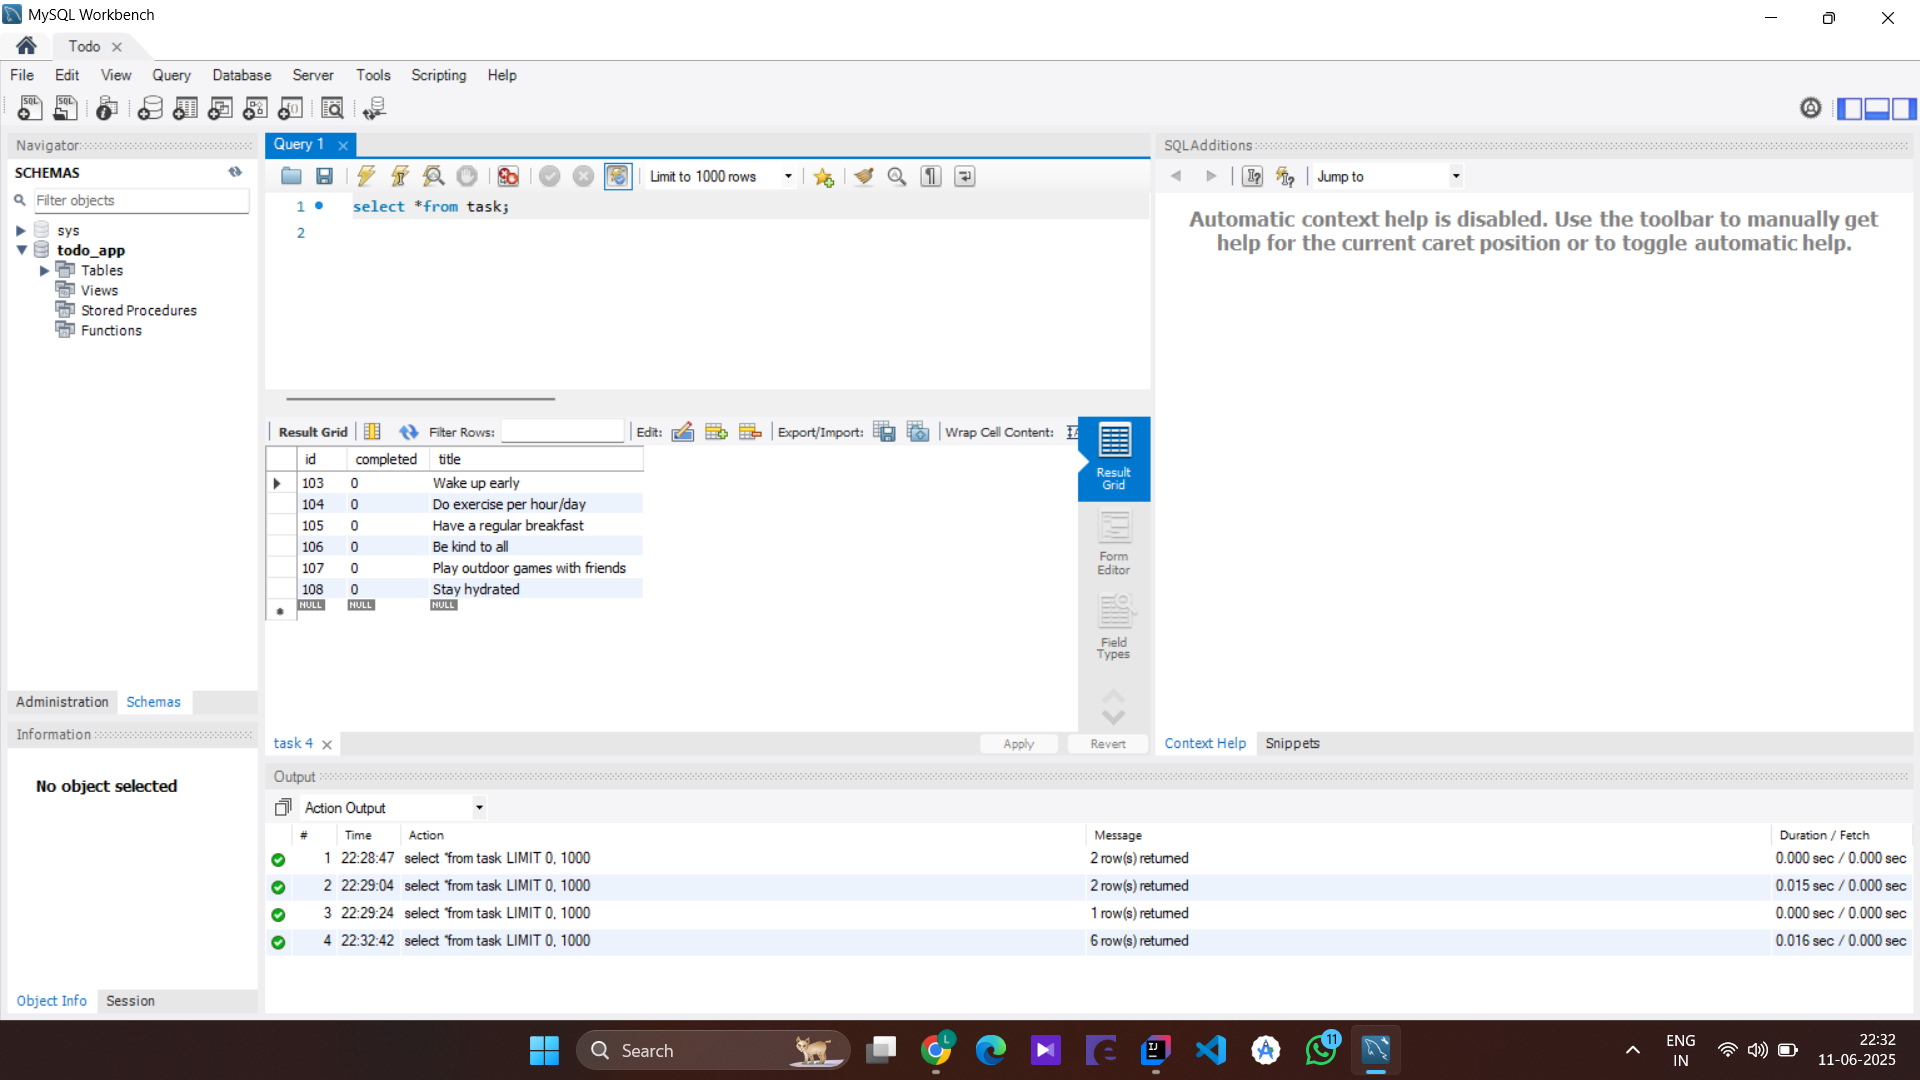 MySQL Workbench
Todo
File Edit View Query Database Server Tools Scripting Help
Navigator
SCHEMAS
Filter objects
sys
todo_app
Tables
Views
Stored Procedures
Functions
Administration Schemas
Information
No object selected
Object Info Session
Query 1
Limit to 1000 rows
1 select *from task;
2
Result Grid Filter Rows: Edit: Export/Import: Wrap Cell Content:
id completed title
103 0 Wake up early
104 0 Do exercise per hour/day
105 0 Have a regular breakfast
106 0 Be kind to all
107 0 Play outdoor games with friends
108 0 Stay hydrated
NULL NULL NULL
Result
Grid
Form
Editor
Field
Types
task 4 Apply Revert
SQLAdditions
Jump to
Automatic context help is disabled. Use the toolbar to manually get
help for the current caret position or to toggle automatic help.
Context Help Snippets
Output
Action Output
# Time Action Message Duration / Fetch
1 22:28:47 select *from task LIMIT 0, 1000 2 row(s) returned 0.000 sec / 0.000 sec
2 22:29:04 select *from task LIMIT 0, 1000 2 row(s) returned 0.015 sec / 0.000 sec
3 22:29:24 select *from task LIMIT 0, 1000 1 row(s) returned 0.000 sec / 0.000 sec
4 22:32:42 select *from task LIMIT 0, 1000 6 row(s) returned 0.016 sec / 0.000 sec
Search
L
IJ
11
ENG
IN
22:32
11-06-2025